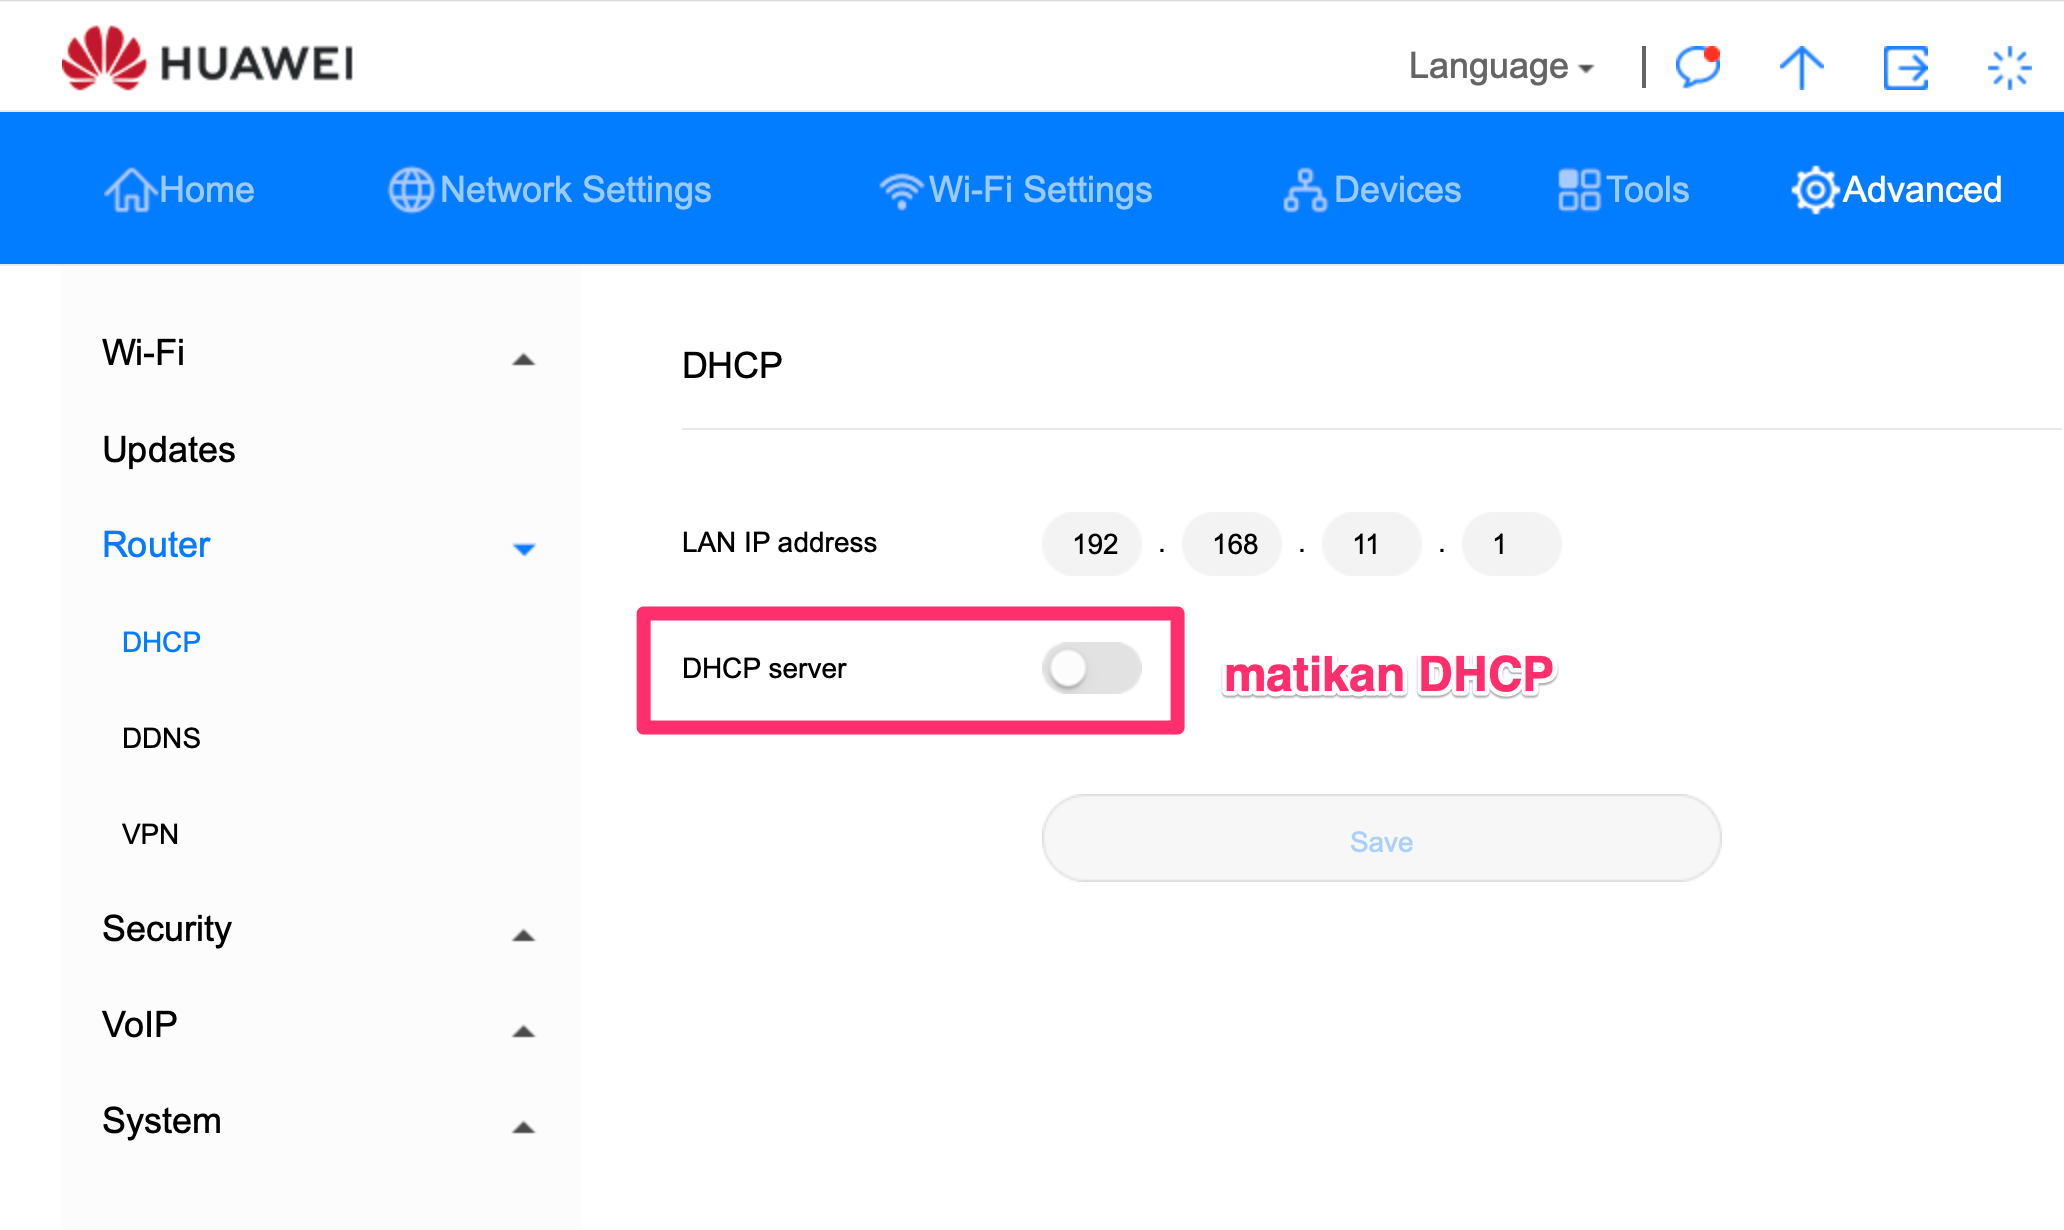 HUAWEI
Language
Home
Network Settings
Wi-Fi Settings
Devices
Tools
Advanced
Wi-Fi
Updates
Router
DHCP
DDNS
VPN
Security
VoIP
System
DHCP
LAN IP address 192 . 168 . 11 . 1
DHCP server
matikan DHCP
Save